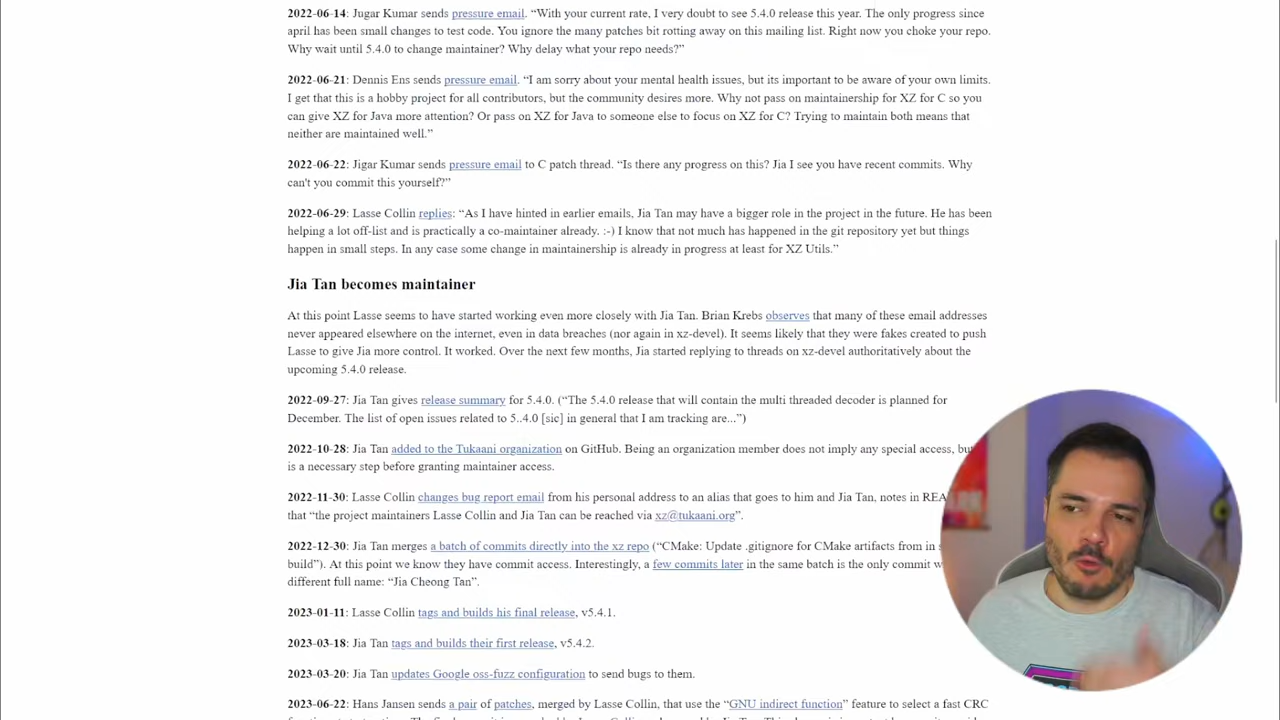 2022-06-14: Jugar Kumar sends pressure email. “With your current rate, I very doubt to see 5.4.0 release this year. The only progress since
april has been small changes to test code. You ignore the many patches bit rotting away on this mailing list. Right now you choke your repo.
Why wait until 5.4.0 to change maintainer? Why delay what your repo needs?”
2022-06-21: Dennis Ens sends pressure email. “I am sorry about your mental health issues, but its important to be aware of your own limits.
I get that this is a hobby project for all contributors, but the community desires more. Why not pass on maintainership for XZ for C so you
can give XZ for Java more attention? Or pass on XZ for Java to someone else to focus on XZ for C? Trying to maintain both means that
neither are maintained well.”
2022-06-22: Jigar Kumar sends pressure email to C patch thread. “Is there any progress on this? Jia I see you have recent commits. Why
can't you commit this yourself?”
2022-06-29: Lasse Collin replies: “As I have hinted in earlier emails, Jia Tan may have a bigger role in the project in the future. He has been
helping a lot off-list and is practically a co-maintainer already. :-) I know that not much has happened in the git repository yet but things
happen in small steps. In any case some change in maintainership is already in progress at least for XZ Utils.”
Jia Tan becomes maintainer
At this point Lasse seems to have started working even more closely with Jia Tan. Brian Krebs observes that many of these email addresses
never appeared elsewhere on the internet, even in data breaches (nor again in xz-devel). It seems likely that they were fakes created to push
Lasse to give Jia more control. It worked. Over the next few months, Jia started replying to threads on xz-devel authoritatively about the
upcoming 5.4.0 release.
2022-09-27: Jia Tan gives release summary for 5.4.0. (“The 5.4.0 release that will contain the multi threaded decoder is planned for
December. The list of open issues related to 5..4.0 [sic] in general that I am tracking are...”)
2022-10-28: Jia Tan added to the Tukaani organization on GitHub. Being an organization member does not imply any special access, but
is a necessary step before granting maintainer access.
2022-11-30: Lasse Collin changes bug report email from his personal address to an alias that goes to him and Jia Tan, notes in REA
that “the project maintainers Lasse Collin and Jia Tan can be reached via xz@tukaani.org”.
2022-12-30: Jia Tan merges a batch of commits directly into the xz repo (“CMake: Update .gitignore for CMake artifacts from in
build”). At this point we know they have commit access. Interestingly, a few commits later in the same batch is the only commit
different full name: “Jia Cheong Tan”.
2023-01-11: Lasse Collin tags and builds his final release, v5.4.1.
2023-03-18: Jia Tan tags and builds their first release, v5.4.2.
2023-03-20: Jia Tan updates Google oss-fuzz configuration to send bugs to them.
2023-06-22: Hans Jansen sends a pair of patches, merged by Lasse Collin, that use the “GNU indirect function” feature to select a fast CRC